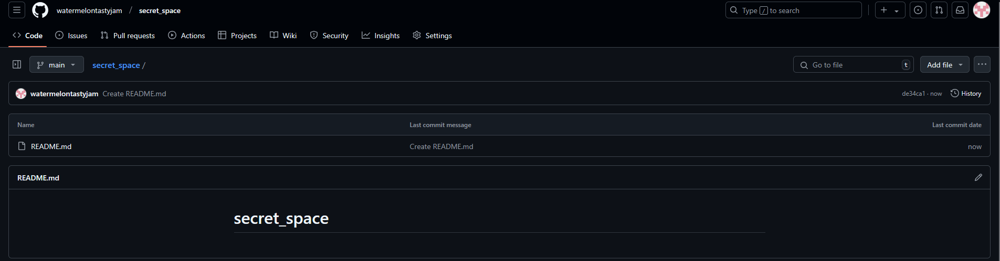 watermelontastyjam / secret_space Type / to search
Code Issues Pull requests Actions Projects Wiki Security Insights Settings
main secret_space / Go to file t Add file
watermelontastyjam Create README.md de34ca1 · now History
Name Last commit message Last commit date
README.md Create README.md now
README.md
secret_space